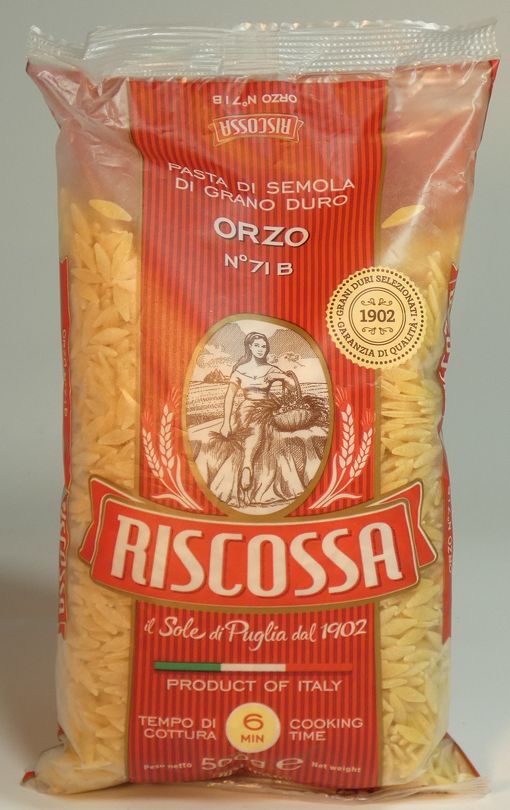 ORZO N°71B
RISCOSSA
PASTA DI SEMOLA
DI GRANO DURO
ORZO
N°71 B
GRANI DURI SELEZIONATI
1902
GARANZIA DI QUALITÀ
RISCOSSA
il Sole di Puglia dal 1902
PRODUCT OF ITALY
TEMPO DI COTTURA
6 MIN
COOKING TIME
Peso netto
500g e
Net weight